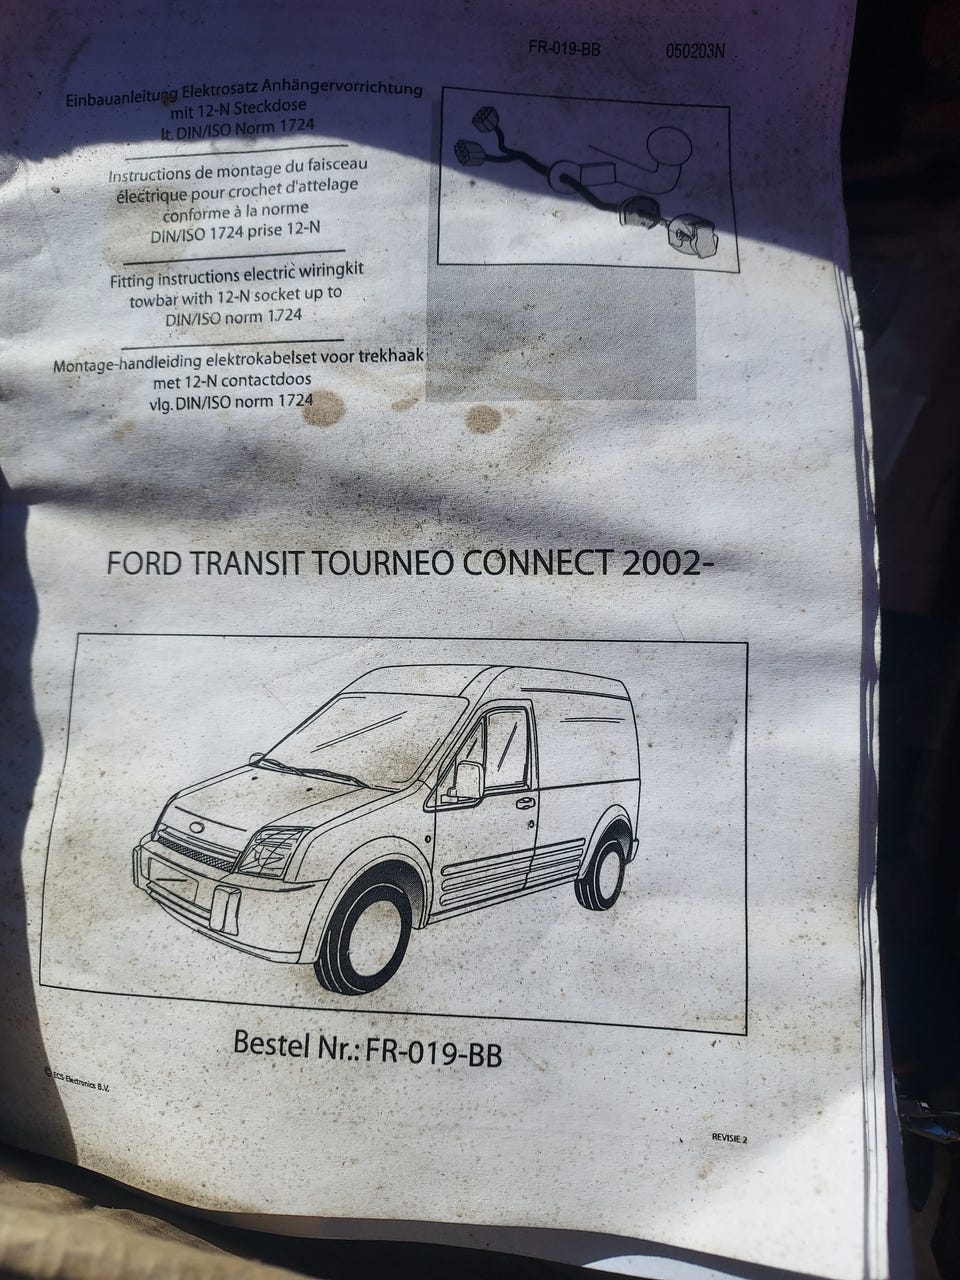 FR-019-BB 050203N
Einbauanleitung Elektrosatz Anhängervorrichtung
mit 12-N Steckdose
lt. DIN/ISO Norm 1724
Instructions de montage du faisceau
électrique pour crochet d'attelage
conforme à la norme
DIN/ISO 1724 prise 12-N
Fitting instructions electric wiringkit
towbar with 12-N socket up to
DIN/ISO norm 1724
Montage-handleiding elektrokabelset voor trekhaak
met 12-N contactdoos
vlg. DIN/ISO norm 1724
FORD TRANSIT TOURNEO CONNECT 2002-
Bestel Nr.: FR-019-BB
© ECS Electronics B.V.
REVISIE 2